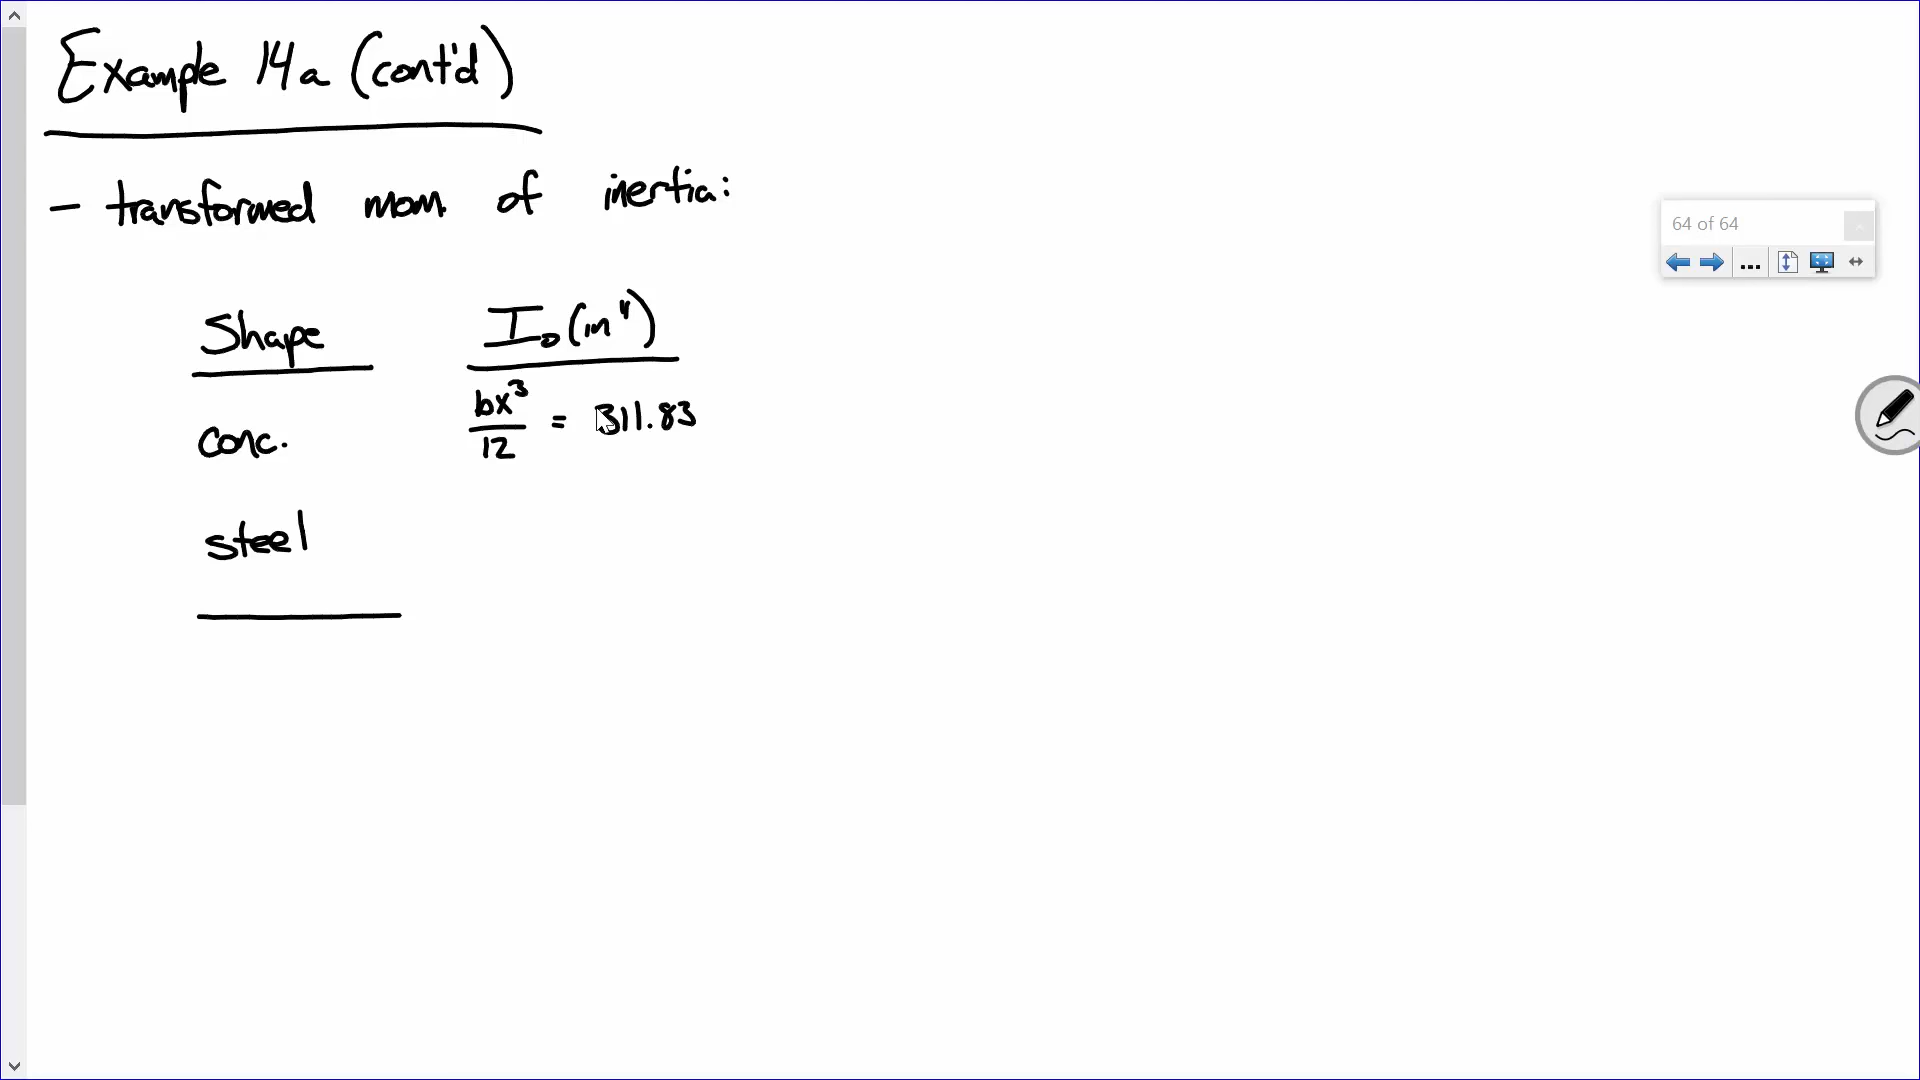 Example 14a (cont'd)
- transformed mom. of inertia:
64 of 64
Shape I₀ (in⁴)
conc. bx³/12 = 311.83
steel